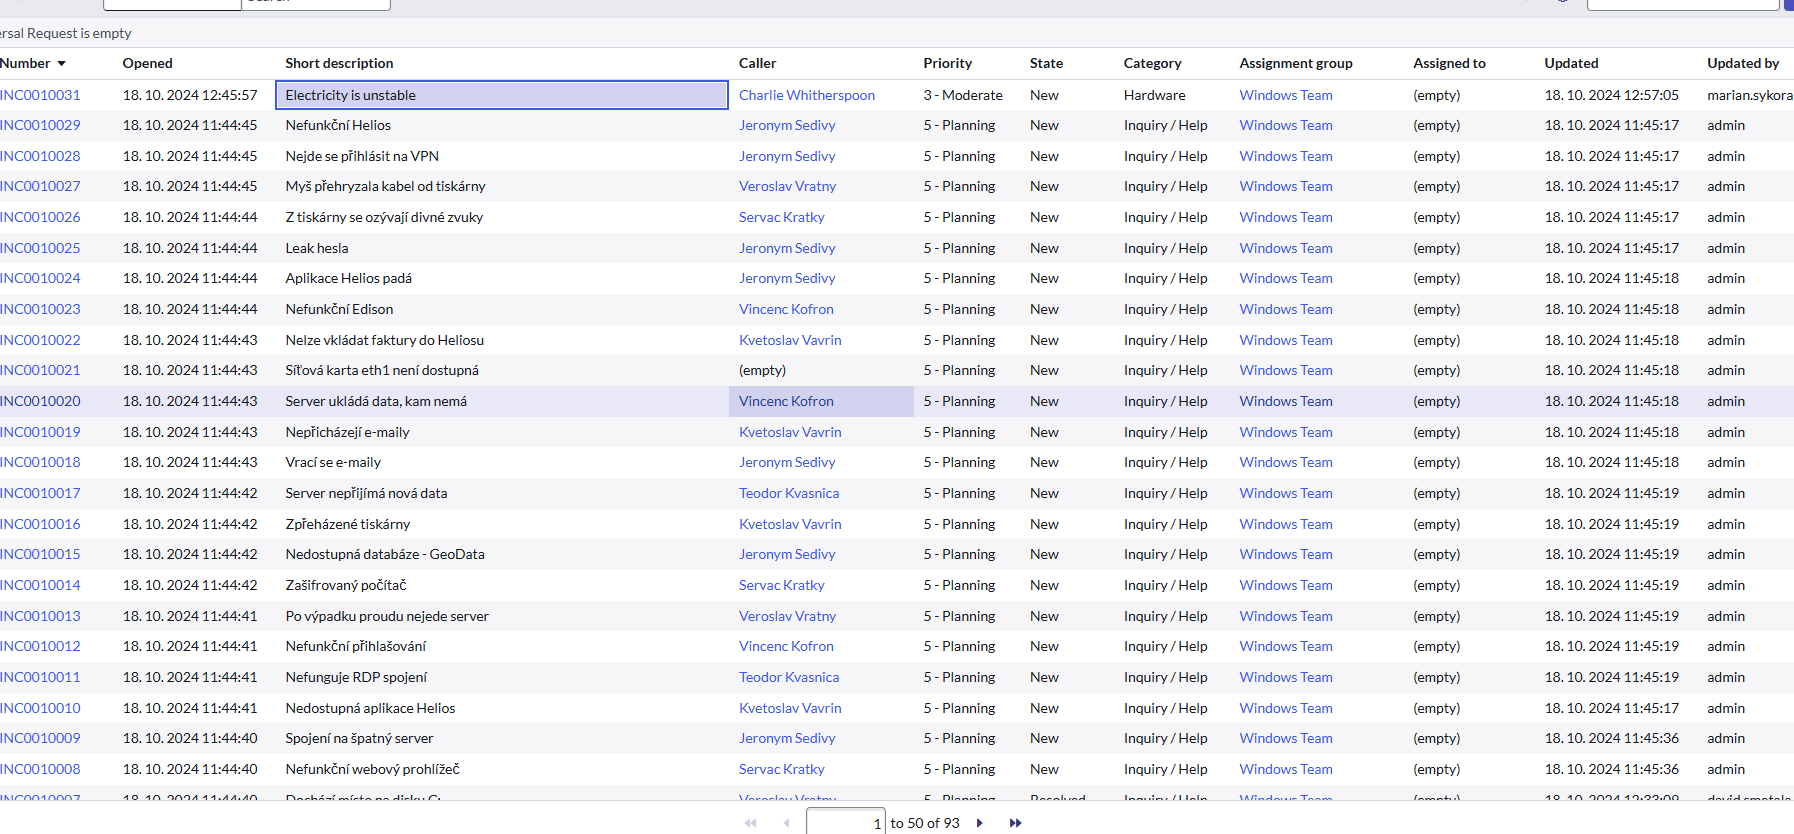 ersal Request is empty
Number Opened Short description Caller Priority State Category Assignment group Assigned to Updated Updated by
INC0010031 18. 10. 2024 12:45:57 Electricity is unstable Charlie Whitherspoon 3 - Moderate New Hardware Windows Team (empty) 18. 10. 2024 12:57:05 marian.sykora
INC0010029 18. 10. 2024 11:44:45 Nefunkční Helios Jeronym Sedivy 5 - Planning New Inquiry / Help Windows Team (empty) 18. 10. 2024 11:45:17 admin
INC0010028 18. 10. 2024 11:44:45 Nejde se přihlásit na VPN Jeronym Sedivy 5 - Planning New Inquiry / Help Windows Team (empty) 18. 10. 2024 11:45:17 admin
INC0010027 18. 10. 2024 11:44:45 Myš přehryzala kabel od tiskárny Veroslav Vratny 5 - Planning New Inquiry / Help Windows Team (empty) 18. 10. 2024 11:45:17 admin
INC0010026 18. 10. 2024 11:44:44 Z tiskárny se ozývají divné zvuky Servac Kratky 5 - Planning New Inquiry / Help Windows Team (empty) 18. 10. 2024 11:45:17 admin
INC0010025 18. 10. 2024 11:44:44 Leak hesla Jeronym Sedivy 5 - Planning New Inquiry / Help Windows Team (empty) 18. 10. 2024 11:45:17 admin
INC0010024 18. 10. 2024 11:44:44 Aplikace Helios padá Jeronym Sedivy 5 - Planning New Inquiry / Help Windows Team (empty) 18. 10. 2024 11:45:18 admin
INC0010023 18. 10. 2024 11:44:44 Nefunkční Edison Vincenc Kofron 5 - Planning New Inquiry / Help Windows Team (empty) 18. 10. 2024 11:45:18 admin
INC0010022 18. 10. 2024 11:44:43 Nelze vkládat faktury do Heliosu Kvetoslav Vavrin 5 - Planning New Inquiry / Help Windows Team (empty) 18. 10. 2024 11:45:18 admin
INC0010021 18. 10. 2024 11:44:43 Síťová karta eth1 není dostupná (empty) 5 - Planning New Inquiry / Help Windows Team (empty) 18. 10. 2024 11:45:18 admin
INC0010020 18. 10. 2024 11:44:43 Server ukládá data, kam nemá Vincenc Kofron 5 - Planning New Inquiry / Help Windows Team (empty) 18. 10. 2024 11:45:18 admin
INC0010019 18. 10. 2024 11:44:43 Nepřicházejí e-maily Kvetoslav Vavrin 5 - Planning New Inquiry / Help Windows Team (empty) 18. 10. 2024 11:45:18 admin
INC0010018 18. 10. 2024 11:44:43 Vrací se e-maily Jeronym Sedivy 5 - Planning New Inquiry / Help Windows Team (empty) 18. 10. 2024 11:45:18 admin
INC0010017 18. 10. 2024 11:44:42 Server nepřijímá nová data Teodor Kvasnica 5 - Planning New Inquiry / Help Windows Team (empty) 18. 10. 2024 11:45:19 admin
INC0010016 18. 10. 2024 11:44:42 Zpřeházené tiskárny Kvetoslav Vavrin 5 - Planning New Inquiry / Help Windows Team (empty) 18. 10. 2024 11:45:19 admin
INC0010015 18. 10. 2024 11:44:42 Nedostupná databáze - GeoData Jeronym Sedivy 5 - Planning New Inquiry / Help Windows Team (empty) 18. 10. 2024 11:45:19 admin
INC0010014 18. 10. 2024 11:44:42 Zašifrovaný počítač Servac Kratky 5 - Planning New Inquiry / Help Windows Team (empty) 18. 10. 2024 11:45:19 admin
INC0010013 18. 10. 2024 11:44:41 Po výpadku proudu nejede server Veroslav Vratny 5 - Planning New Inquiry / Help Windows Team (empty) 18. 10. 2024 11:45:19 admin
INC0010012 18. 10. 2024 11:44:41 Nefunkční přihlašování Vincenc Kofron 5 - Planning New Inquiry / Help Windows Team (empty) 18. 10. 2024 11:45:19 admin
INC0010011 18. 10. 2024 11:44:41 Nefunguje RDP spojení Teodor Kvasnica 5 - Planning New Inquiry / Help Windows Team (empty) 18. 10. 2024 11:45:19 admin
INC0010010 18. 10. 2024 11:44:41 Nedostupná aplikace Helios Kvetoslav Vavrin 5 - Planning New Inquiry / Help Windows Team (empty) 18. 10. 2024 11:45:17 admin
INC0010009 18. 10. 2024 11:44:40 Spojení na špatný server Jeronym Sedivy 5 - Planning New Inquiry / Help Windows Team (empty) 18. 10. 2024 11:45:36 admin
INC0010008 18. 10. 2024 11:44:40 Nefunkční webový prohlížeč Servac Kratky 5 - Planning New Inquiry / Help Windows Team (empty) 18. 10. 2024 11:45:36 admin
INC0010007 18. 10. 2024 11:44:40 Dochází místo na disku C: Veroslav Vratny 5 - Planning Resolved Inquiry / Help Windows Team (empty) 18. 10. 2024 12:33:09 david.smetala
1 to 50 of 93